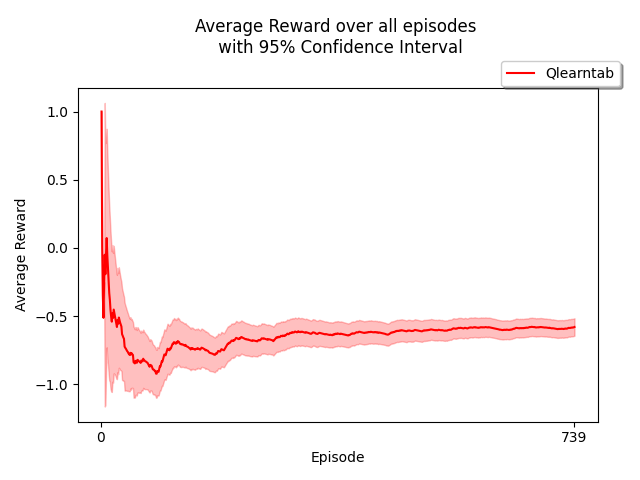 Average Reward over all episodes
with 95% Confidence Interval
Qlearntab
1.0
0.5
0.0
−0.5
−1.0
Average Reward
0
739
Episode